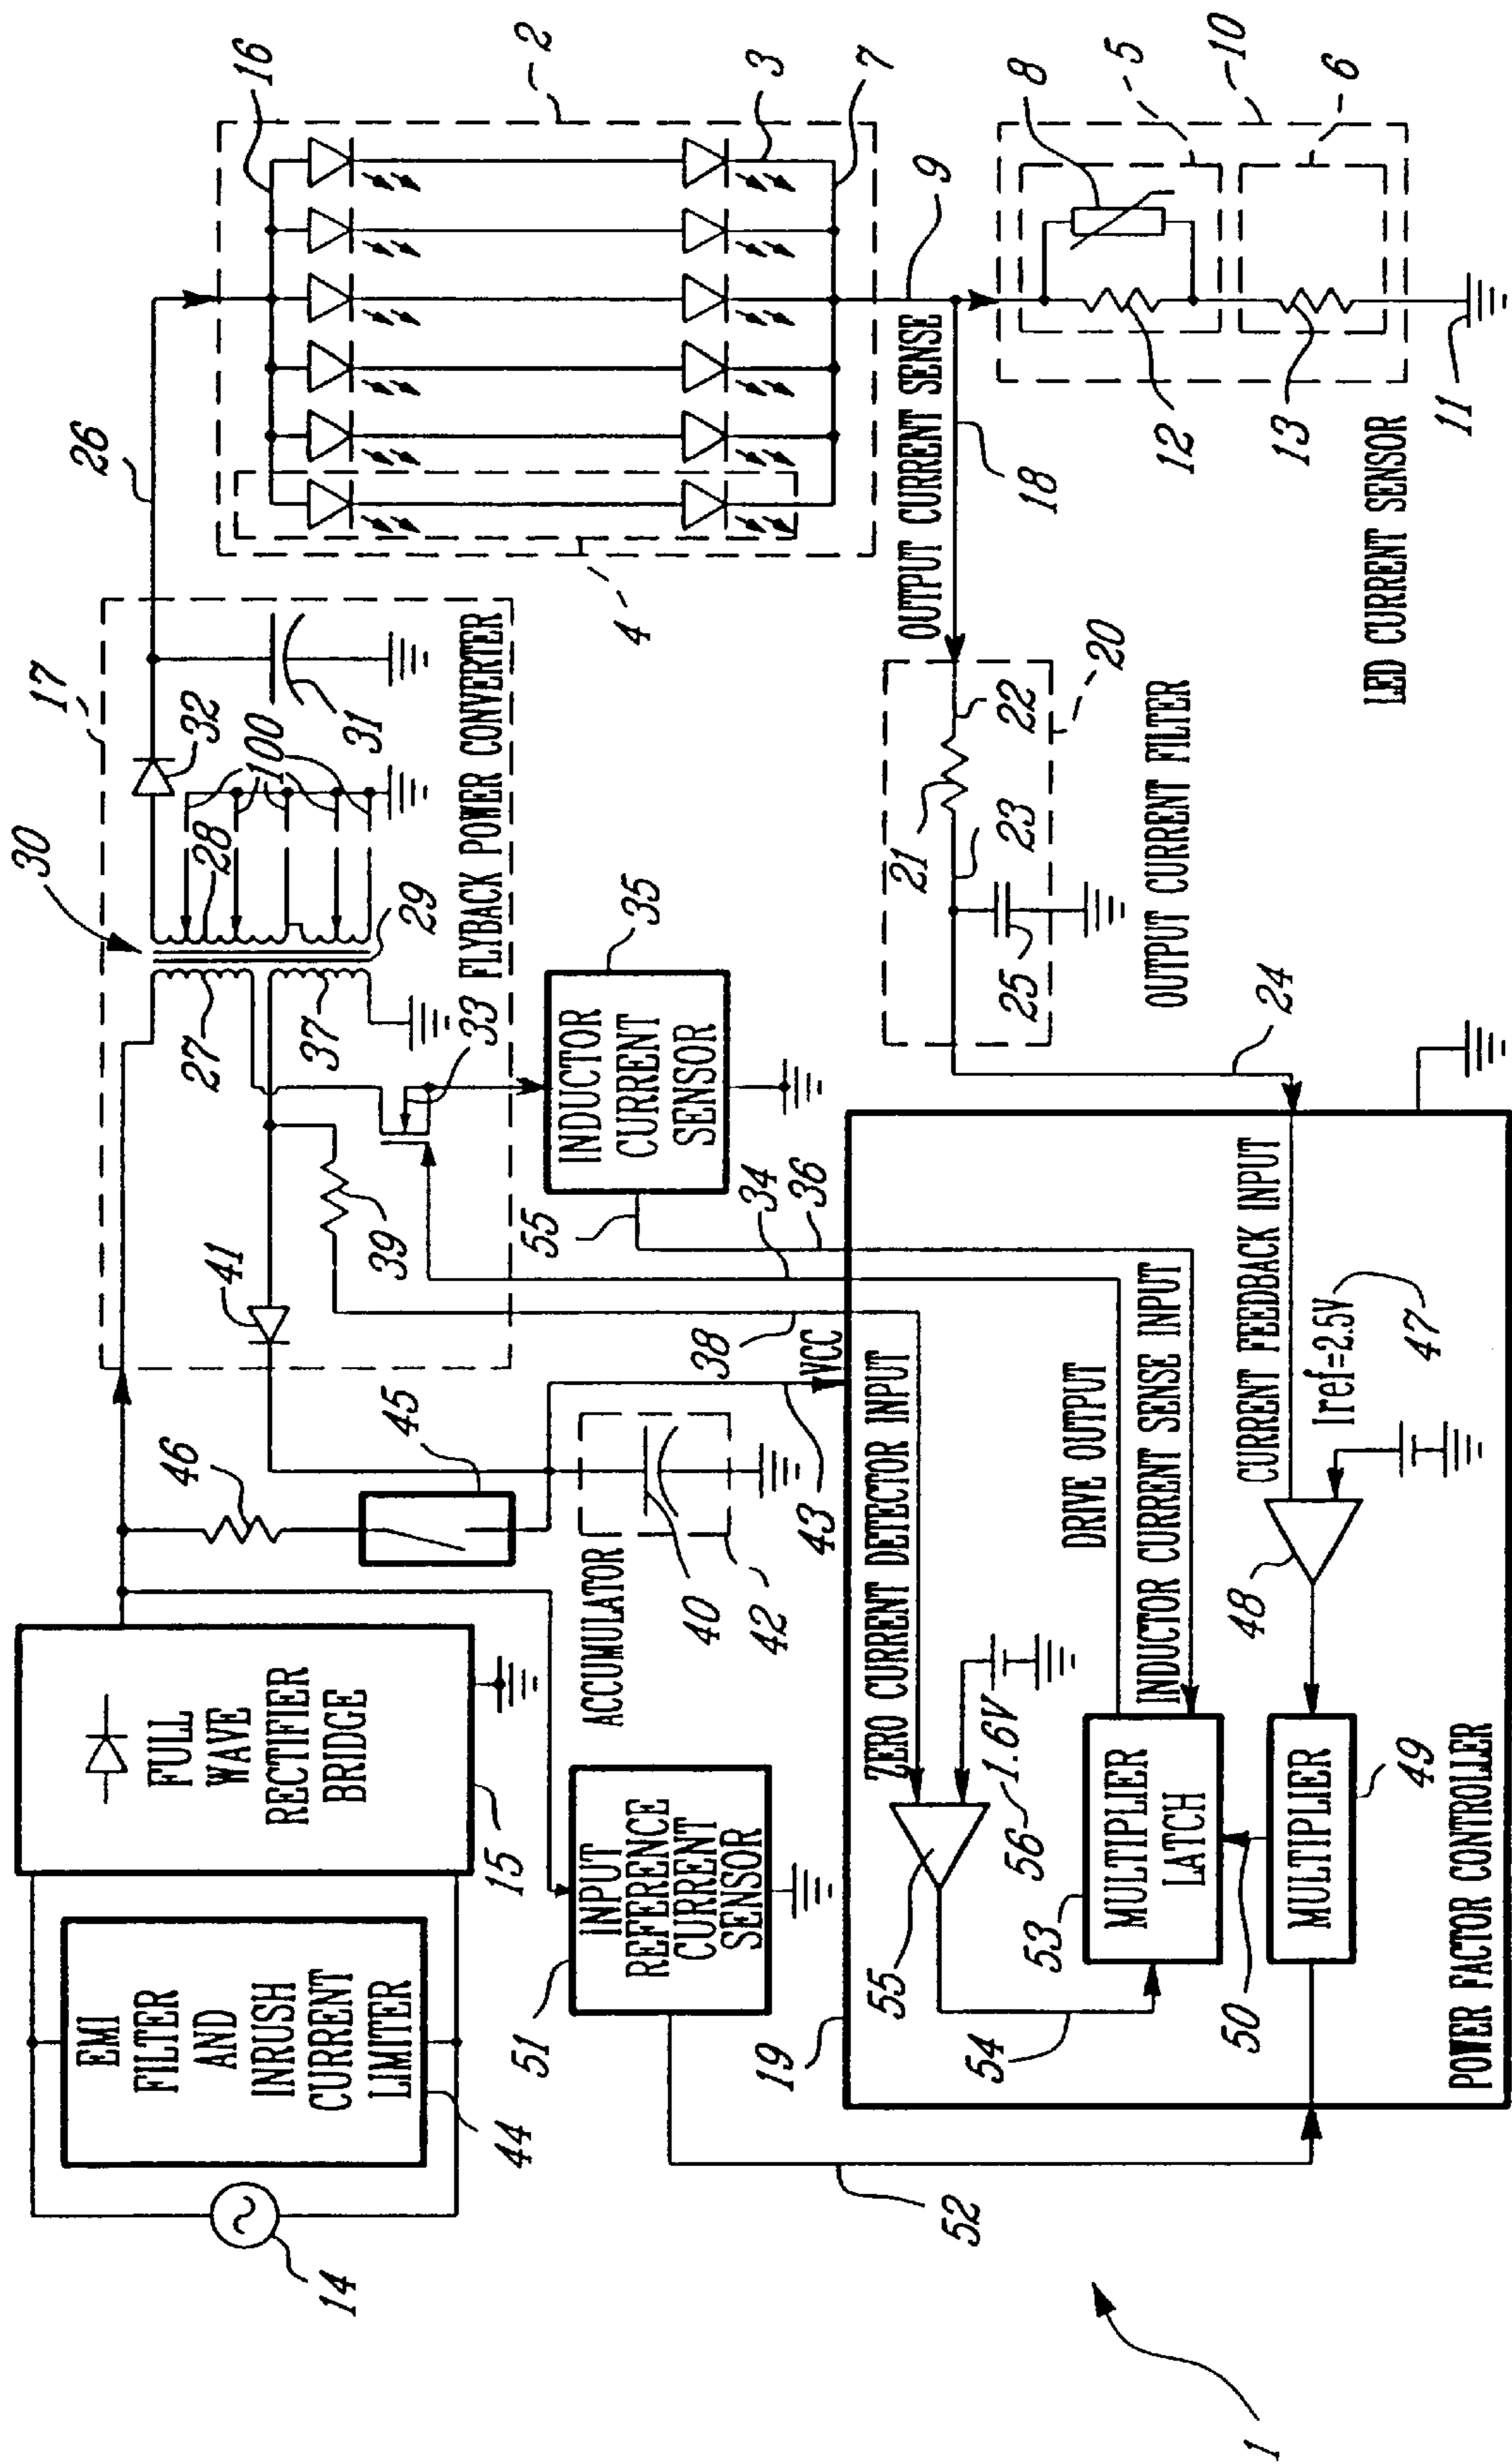 14
EMI
FILTER
AND
INRUSH
CURRENT
LIMITER
44
FULL
WAVE
RECTIFIER
BRIDGE
15
46
45
41
39
17
30
27
28
29
37
33
100
32
31
FLYBACK POWER CONVERTER
26
16
2
3
7
4
9
OUTPUT CURRENT SENSE
18
5
10
6
8
12
13
11
LED CURRENT SENSOR
51
INPUT
REFERENCE
CURRENT
SENSOR
52
ACCUMULATOR
40
42
43
VCC
38
34
36
55
INDUCTOR
CURRENT
SENSOR
35
21
22
23
25
20
OUTPUT CURRENT FILTER
24
19
ZERO CURRENT DETECTOR INPUT
55
56
1.6V
54
DRIVE OUTPUT
INDUCTOR CURRENT SENSE INPUT
53
MULTIPLIER
LATCH
50
MULTIPLIER
49
48
CURRENT FEEDBACK INPUT
Iref=2.5V
47
POWER FACTOR CONTROLLER
1